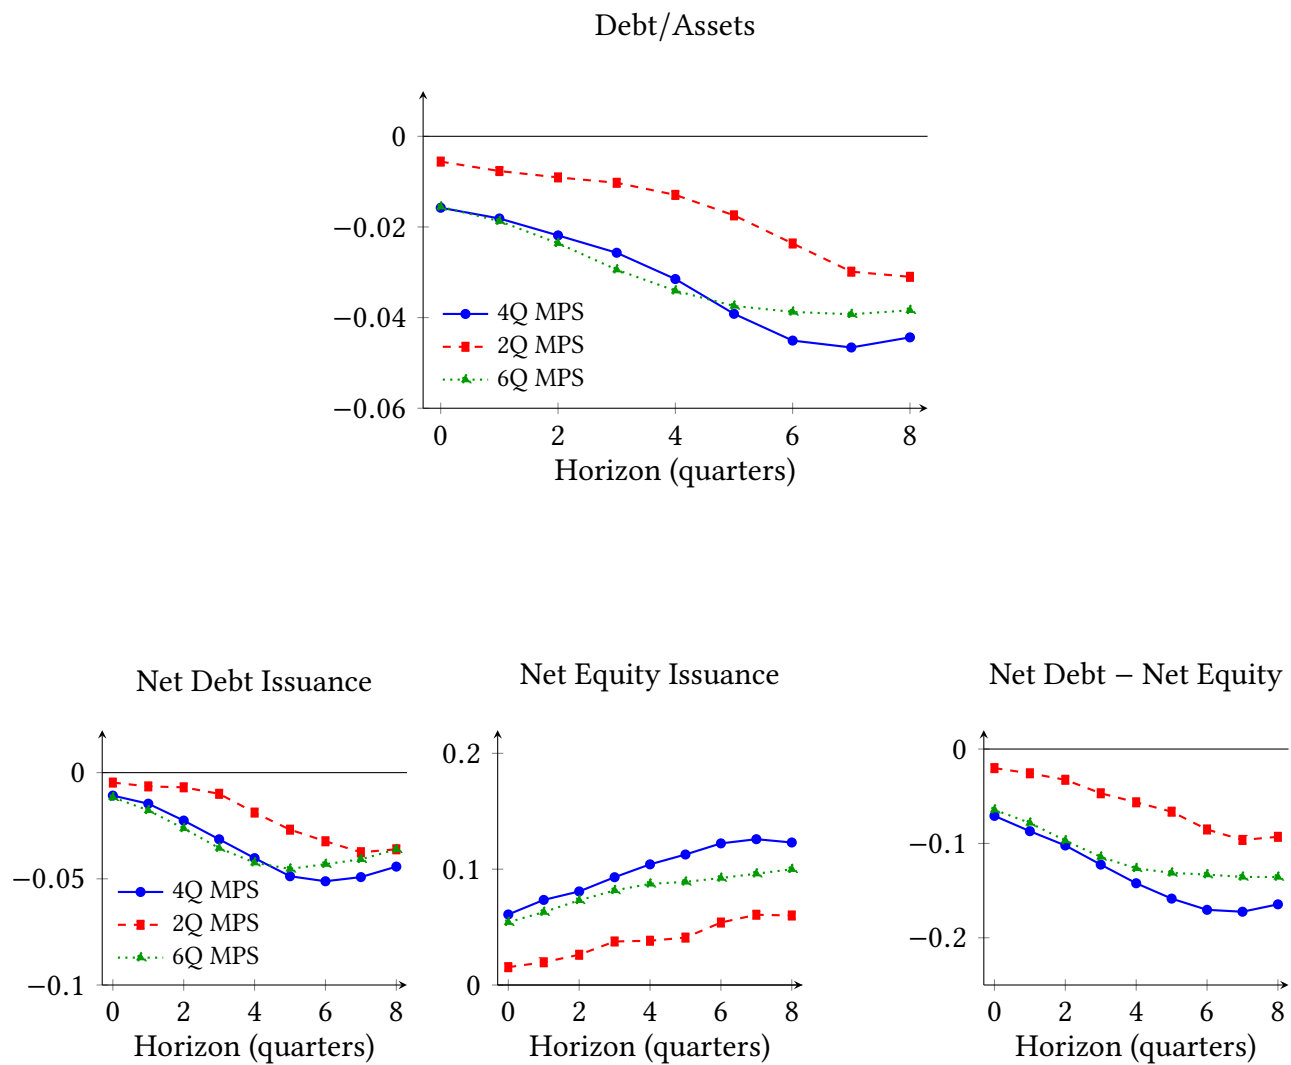 Debt/Assets
0
−0.02
−0.04
−0.06
4Q MPS
2Q MPS
6Q MPS
0 2 4 6 8
Horizon (quarters)
Net Debt Issuance
0
−0.05
−0.1
4Q MPS
2Q MPS
6Q MPS
0 2 4 6 8
Horizon (quarters)
Net Equity Issuance
0.2
0.1
0
0 2 4 6 8
Horizon (quarters)
Net Debt − Net Equity
0
−0.1
−0.2
0 2 4 6 8
Horizon (quarters)